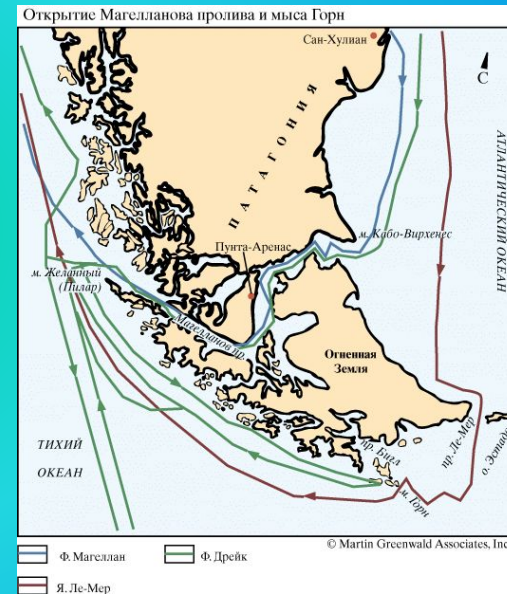 Открытие Магелланова пролива и мыса Горн
Сан-Хулиан
С
ПАТАГОНИЯ
АТЛАНТИЧЕСКИЙ ОКЕАН
м. Кабо-Вирхенес
Пунта-Аренас
м. Желанный
(Пилар)
Магелланов пр.
Огненная
Земля
ТИХИЙ
ОКЕАН
пр. Бигл
м. Горн
пр. Ле-Мер
о. Эстад
Ф. Магеллан
Ф. Дрейк
© Martin Greenwald Associates, Inc
Я. Ле-Мер